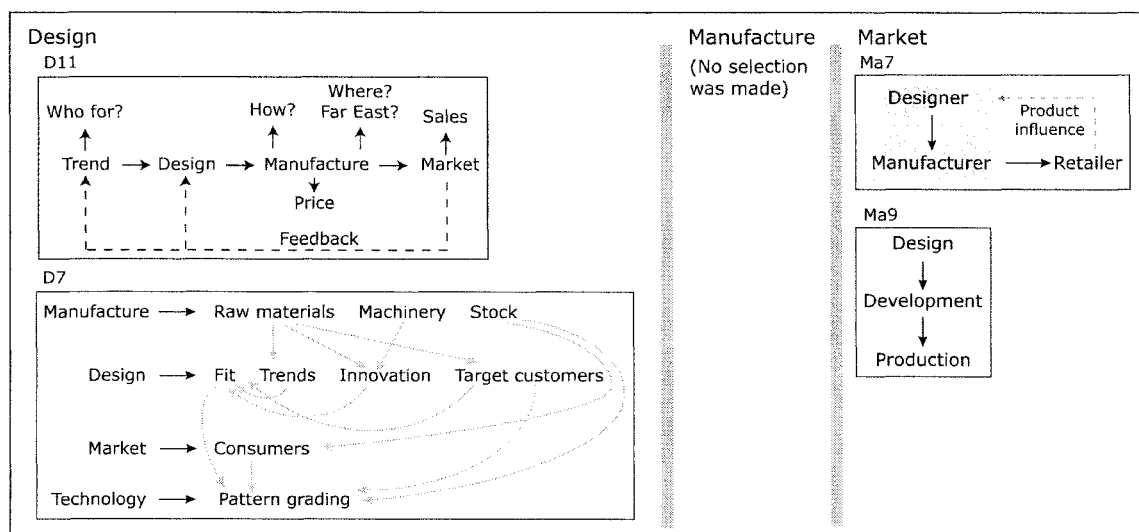 Design
D11
Who for?
How?
Where?
Far East?
Sales
Trend
Design
Manufacture
Market
Price
Feedback
D7
Manufacture
Raw materials
Machinery
Stock
Design
Fit
Trends
Innovation
Target customers
Market
Consumers
Technology
Pattern grading
Manufacture
(No selection
was made)
Market
Ma7
Designer
Product
influence
Manufacturer
Retailer
Ma9
Design
Development
Production